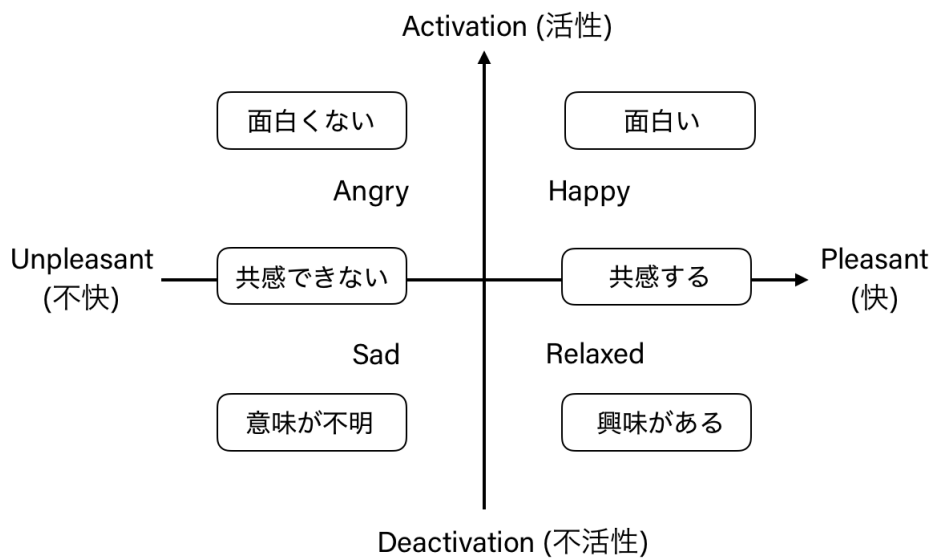 Activation (活性)
面白くない
面白い
Angry
Happy
Unpleasant
(不快)
共感できない
共感する
Pleasant
(快)
Sad
Relaxed
意味が不明
興味がある
Deactivation (不活性)